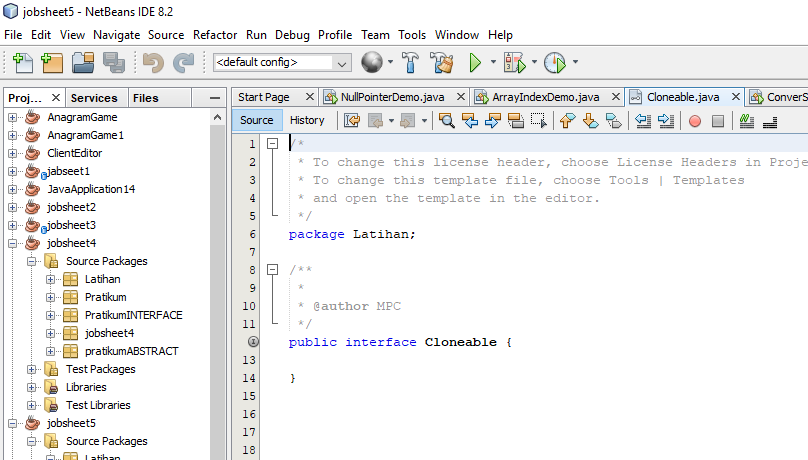 jobsheet5 - NetBeans IDE 8.2
File Edit View Navigate Source Refactor Run Debug Profile Team Tools Window Help
<default config>
Proj... Services Files
AnagramGame
AnagramGame1
ClientEditor
jabseet1
JavaApplication14
jobsheet2
jobsheet3
jobsheet4
Source Packages
Latihan
Pratikum
PratikumINTERFACE
jobsheet4
pratikumABSTRACT
Test Packages
Libraries
Test Libraries
jobsheet5
Source Packages
Latihan
Start Page NullPointerDemo.java ArrayIndexDemo.java Cloneable.java ConverS
Source History
1 /*
2 * To change this license header, choose License Headers in Proje
3 * To change this template file, choose Tools | Templates
4 * and open the template in the editor.
5 */
6 package Latihan;
7
8 /**
9 *
10 * @author MPC
11 */
public interface Cloneable {
13
14 }
15
16
17
18